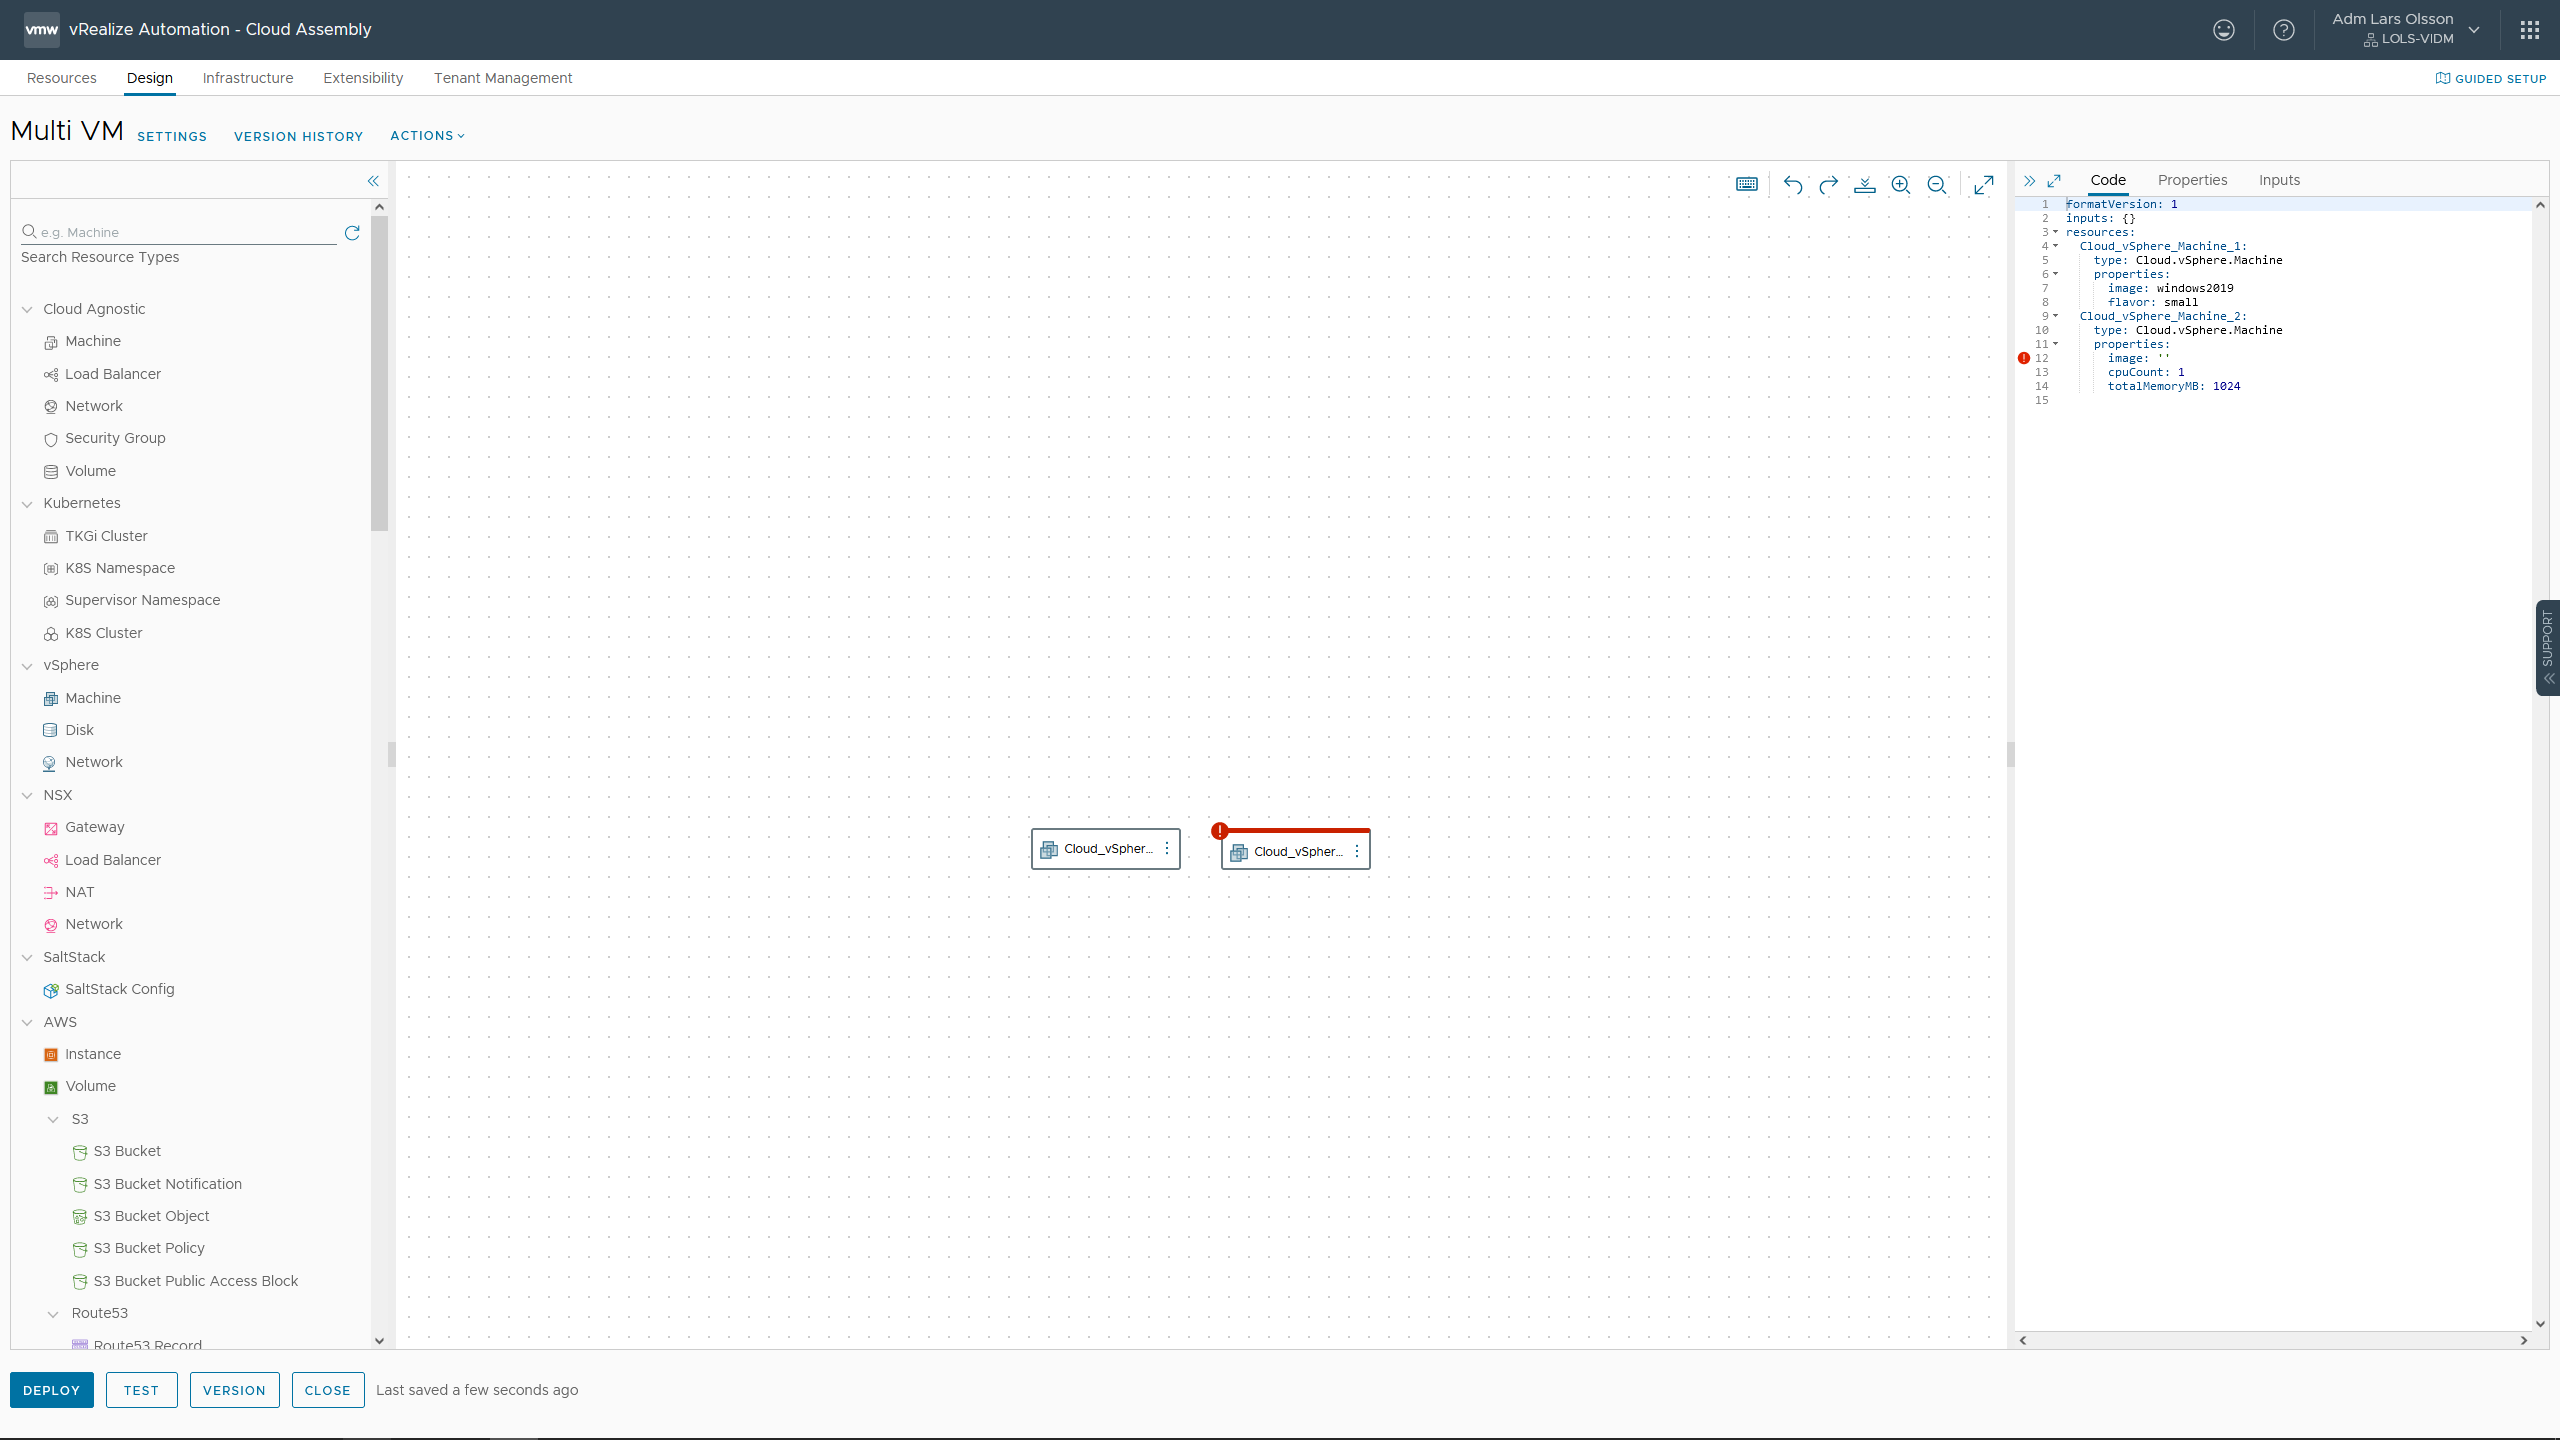 vmw vRealize Automation - Cloud Assembly
Adm Lars Olsson
LOLS-VIDM
Resources Design Infrastructure Extensibility Tenant Management
GUIDED SETUP
Multi VM SETTINGS VERSION HISTORY ACTIONS
e.g. Machine
Search Resource Types
Cloud Agnostic
Machine
Load Balancer
Network
Security Group
Volume
Kubernetes
TKGi Cluster
K8S Namespace
Supervisor Namespace
K8S Cluster
vSphere
Machine
Disk
Network
NSX
Gateway
Load Balancer
NAT
Network
SaltStack
SaltStack Config
AWS
Instance
Volume
S3
S3 Bucket
S3 Bucket Notification
S3 Bucket Object
S3 Bucket Policy
S3 Bucket Public Access Block
Route53
Route53 Record
Cloud_vSpher...
Cloud_vSpher...
Code Properties Inputs
1 formatVersion: 1
2 inputs: {}
3 resources:
4 Cloud_vSphere_Machine_1:
5 type: Cloud.vSphere.Machine
6 properties:
7 image: windows2019
8 flavor: small
9 Cloud_vSphere_Machine_2:
10 type: Cloud.vSphere.Machine
11 properties:
12 image: ''
13 cpuCount: 1
14 totalMemoryMB: 1024
15
SUPPORT
DEPLOY TEST VERSION CLOSE Last saved a few seconds ago